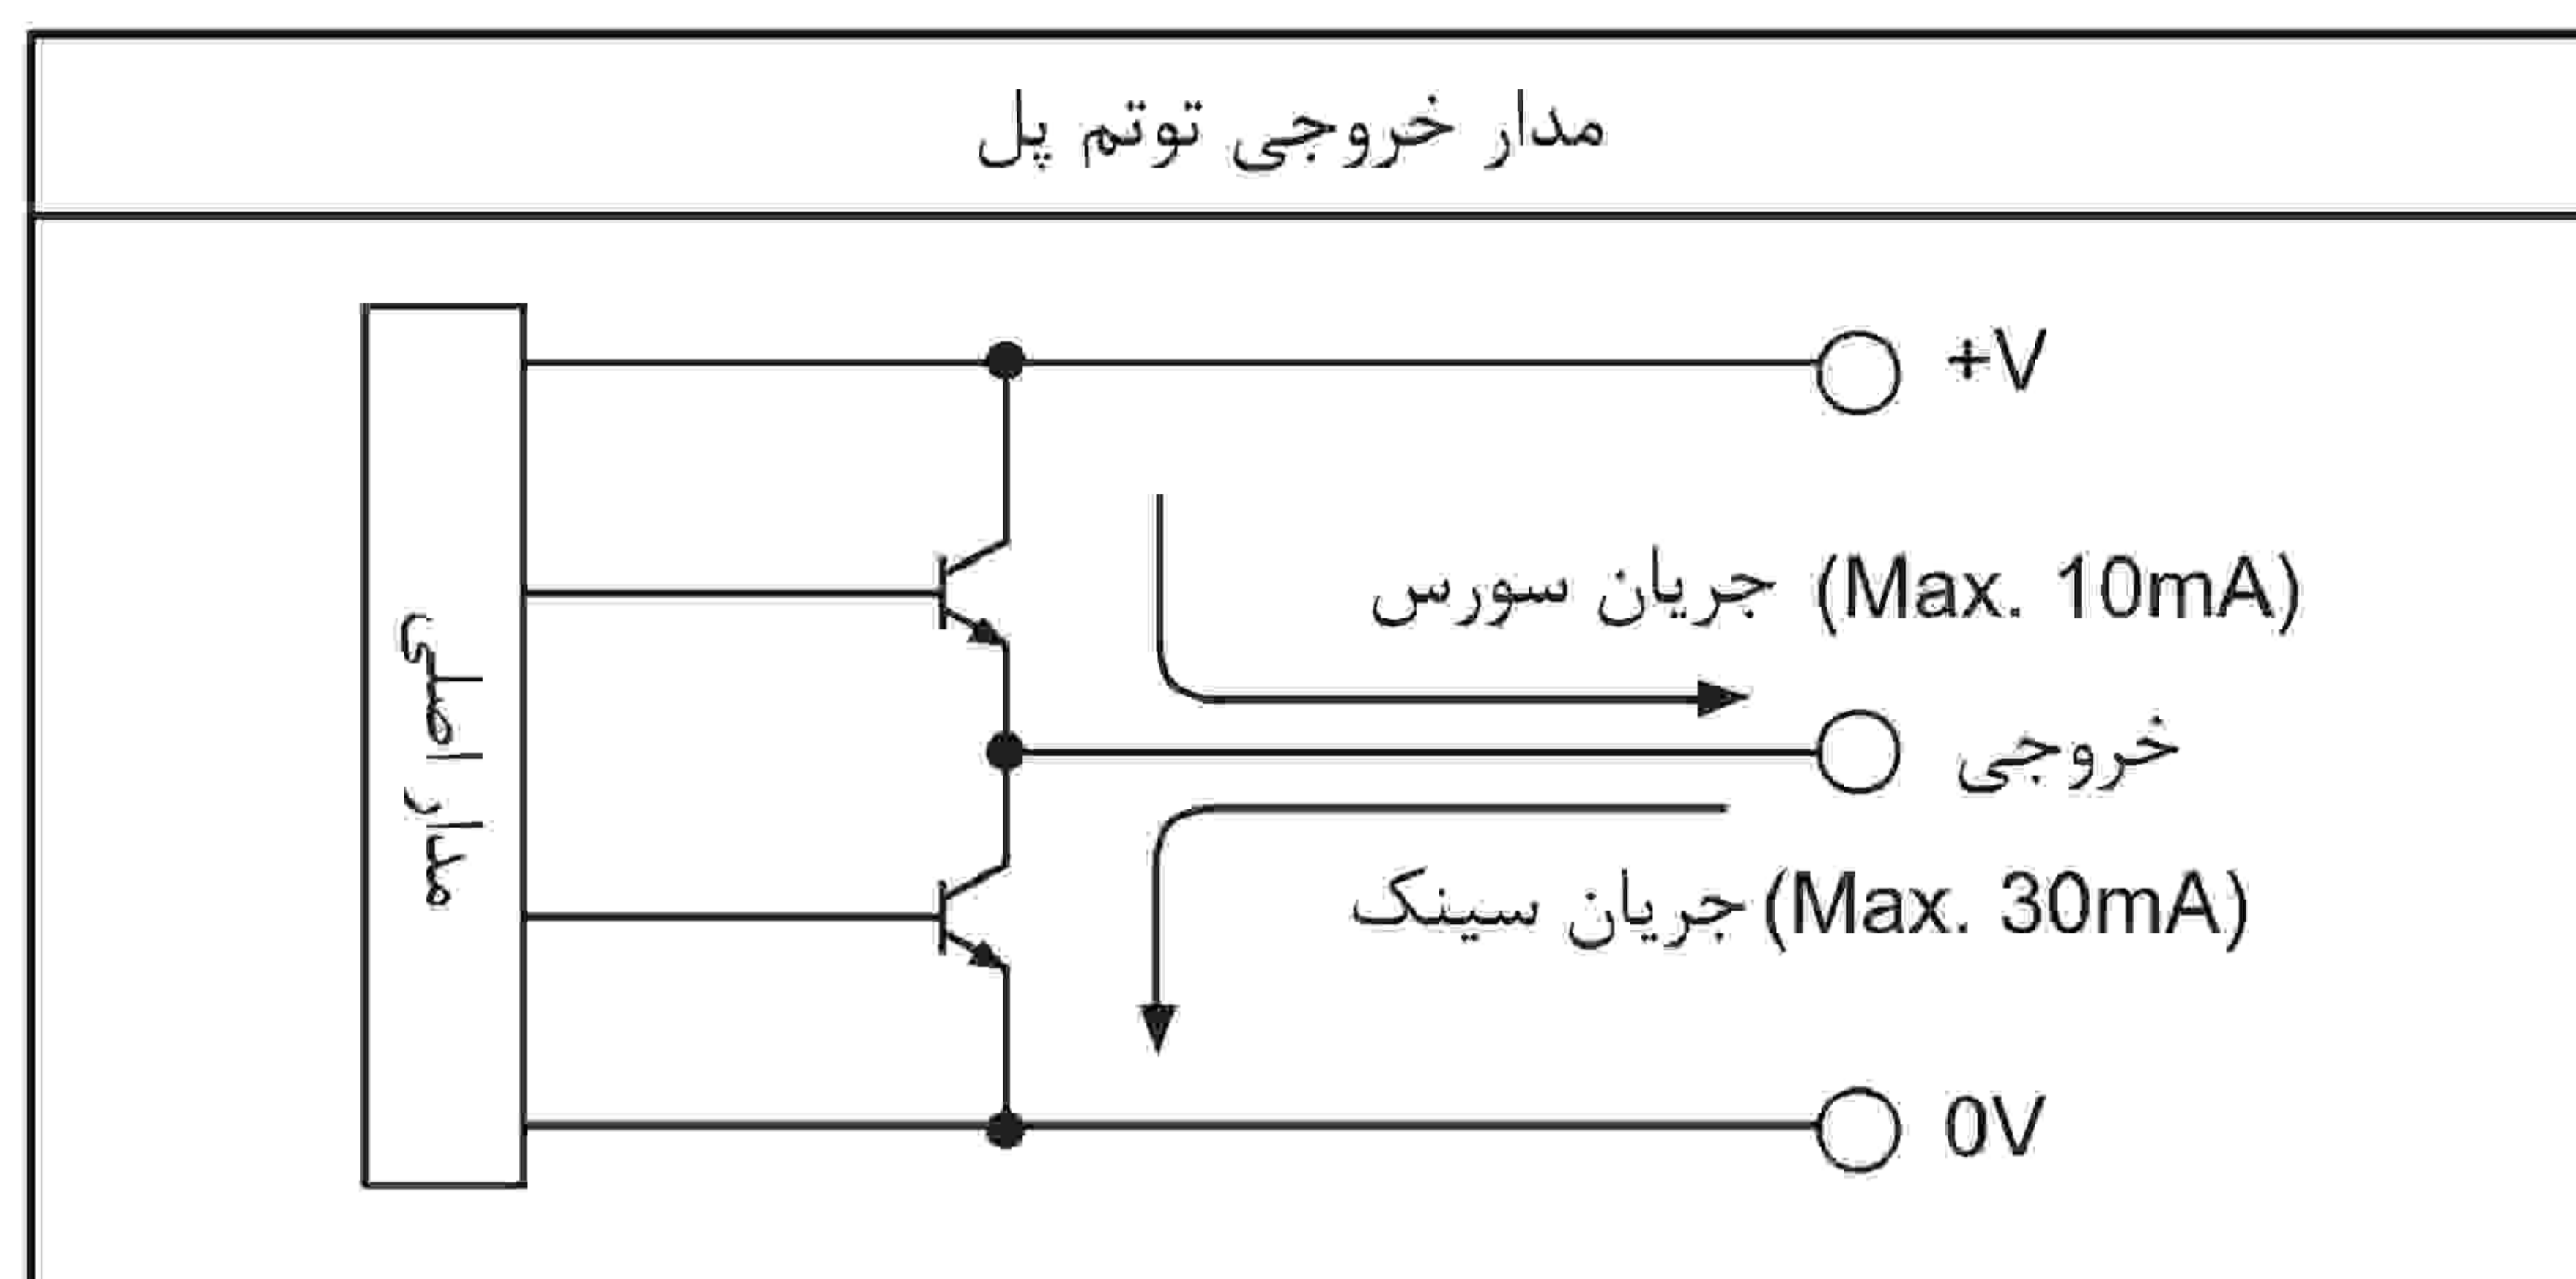 مدار خروجی توتم پل
+V
جریان سورس (Max. 10mA)
خروجی
جریان سینک (Max. 30mA)
0V
مدار اصلی